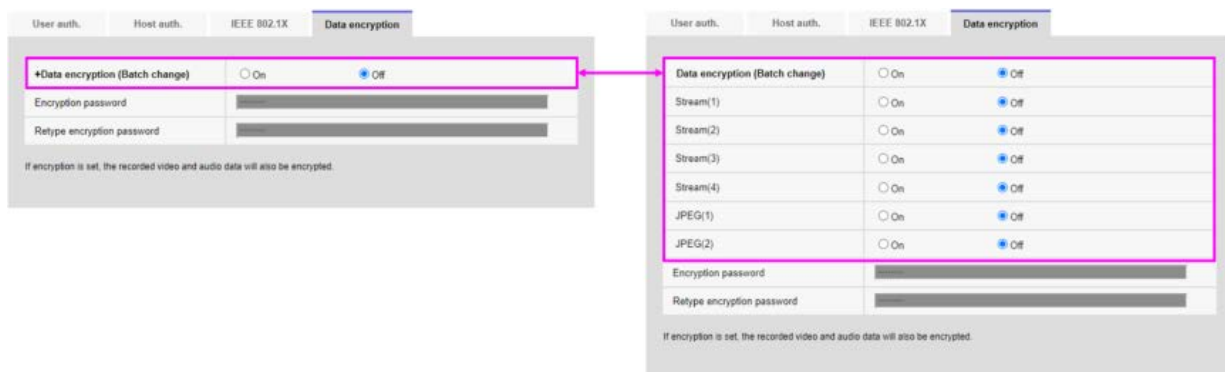 User auth. Host auth. IEEE 802.1X Data encryption
+Data encryption (Batch change) On Off
Encryption password
Retype encryption password
If encryption is set, the recorded video and audio data will also be encrypted.
User auth. Host auth. IEEE 802.1X Data encryption
Data encryption (Batch change) On Off
Stream(1) On Off
Stream(2) On Off
Stream(3) On Off
Stream(4) On Off
JPEG(1) On Off
JPEG(2) On Off
Encryption password
Retype encryption password
If encryption is set, the recorded video and audio data will also be encrypted.